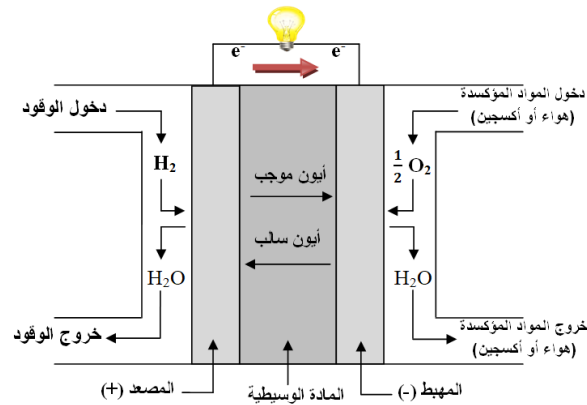 e⁻ e⁻
دخول الوقود
دخول المواد المؤكسدة
(هواء أو أكسجين)
H₂
½ O₂
أيون موجب
أيون سالب
H₂O
H₂O
خروج الوقود
خروج المواد المؤكسدة
(هواء أو أكسجين)
المصعد (+)
المادة الوسيطية
المهبط (-)